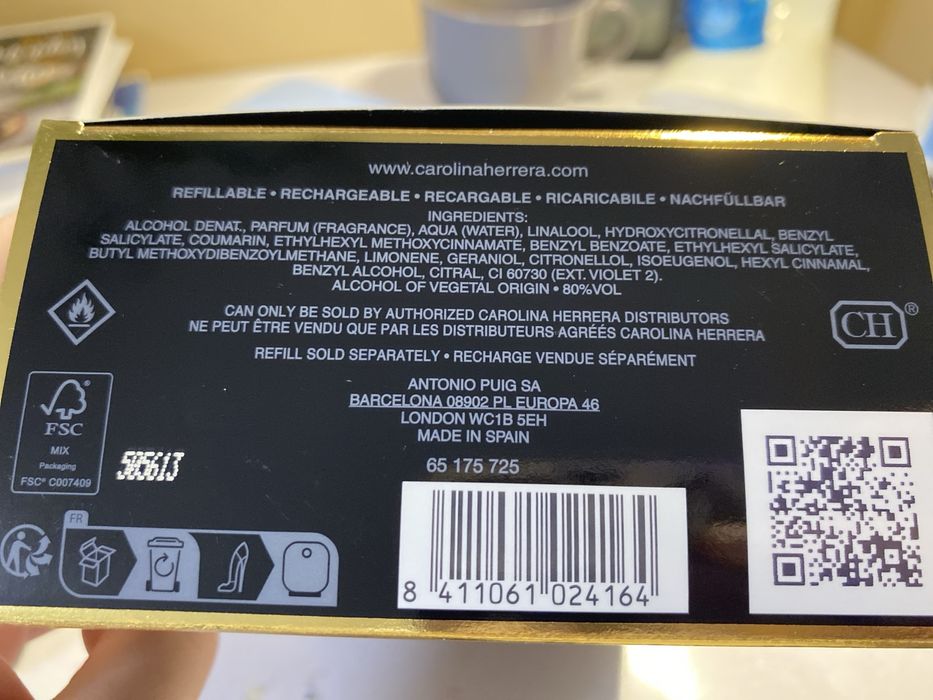 www.carolinaherrera.com
REFILLABLE • RECHARGEABLE • RECARGABLE • RICARICABILE • NACHFÜLLBAR
INGREDIENTS:
ALCOHOL DENAT., PARFUM (FRAGRANCE), AQUA (WATER), LINALOOL, HYDROXYCITRONELLAL, BENZYL
SALICYLATE, COUMARIN, ETHYLHEXYL METHOXYCINNAMATE, BENZYL BENZOATE, ETHYLHEXYL SALICYLATE,
BUTYL METHOXYDIBENZOYLMETHANE, LIMONENE, GERANIOL, CITRONELLOL, ISOEUGENOL, HEXYL CINNAMAL,
BENZYL ALCOHOL, CITRAL, CI 60730 (EXT. VIOLET 2).
ALCOHOL OF VEGETAL ORIGIN • 80%VOL
CAN ONLY BE SOLD BY AUTHORIZED CAROLINA HERRERA DISTRIBUTORS
NE PEUT ÊTRE VENDU QUE PAR LES DISTRIBUTEURS AGRÉÉS CAROLINA HERRERA
CH®
REFILL SOLD SEPARATELY • RECHARGE VENDUE SÉPARÉMENT
ANTONIO PUIG SA
BARCELONA 08902 PL EUROPA 46
LONDON WC1B 5EH
MADE IN SPAIN
65 175 725
FSC
MIX
Packaging
FSC® C007409
585613
FR
8 411061 024164